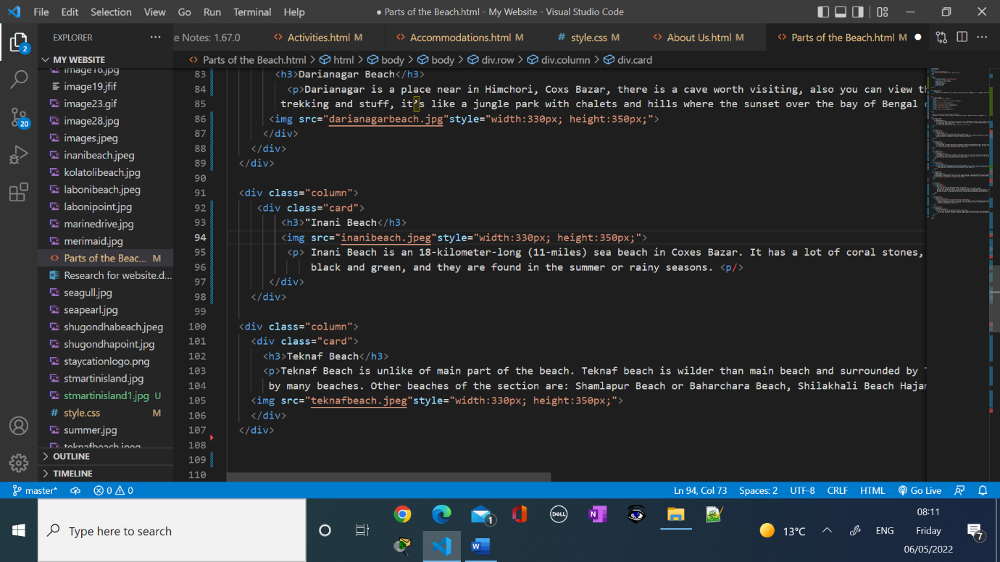 File Edit Selection View Go Run Terminal Help
● Parts of the Beach.html - My Website - Visual Studio Code
EXPLORER
e Notes: 1.67.0 Activities.html M Accommodations.html M # style.css M About Us.html M Parts of the Beach.html M
MY WEBSITE
Parts of the Beach.html > html > body > body > div.row > div.column > div.card
image16.jpg
image19.jfif
image23.gif
image28.jpg
images.jpeg
inanibeach.jpeg
kolatolibeach.jpg
labonibeach.jpeg
labonipoint.jpg
marinedrive.jpg
merimaid.jpg
Parts of the Beac... M
Research for website.d...
seagull.jpg
seapearl.jpg
shugondhabeach.jpeg
shugondhapoint.jpg
staycationlogo.png
stmartinisland.jpg
stmartinisland1.jpg U
# style.css M
summer.jpg
teknafbeach.jpeg
OUTLINE
TIMELINE
2
20
83 <h3>Darianagar Beach</h3>
84 <p>Darianagar is a place near in Himchori, Coxs Bazar, there is a cave worth visiting, also you can view th
85 trekking and stuff, it's like a jungle park with chalets and hills where the sunset over the bay of Bengal
86 <img src="darianagarbeach.jpg"style="width:330px; height:350px;">
87 </div>
88 </div>
89 </div>
90
91 <div class="column">
92 <div class="card">
93 <h3>"Inani Beach</h3>
94 <img src="inanibeach.jpeg"style="width:330px; height:350px;">
95 <p> Inani Beach is an 18-kilometer-long (11-miles) sea beach in Coxes Bazar. It has a lot of coral stones,
96 black and green, and they are found in the summer or rainy seasons. <p/>
97 </div>
98 </div>
99
100 <div class="column">
101 <div class="card">
102 <h3>Teknaf Beach</h3>
103 <p>Teknaf Beach is unlike of main part of the beach. Teknaf beach is wilder than main beach and surrounded by
104 by many beaches. Other beaches of the section are: Shamlapur Beach or Baharchara Beach, Shilakhali Beach Hajam
105 <img src="teknafbeach.jpeg"style="width:330px; height:350px;">
106 </div>
107 </div>
108
109
110
master* 0 0 Ln 94, Col 73 Spaces: 2 UTF-8 CRLF HTML Go Live
Type here to search
DELL
1
13°C
ENG
08:11
Friday
06/05/2022
7